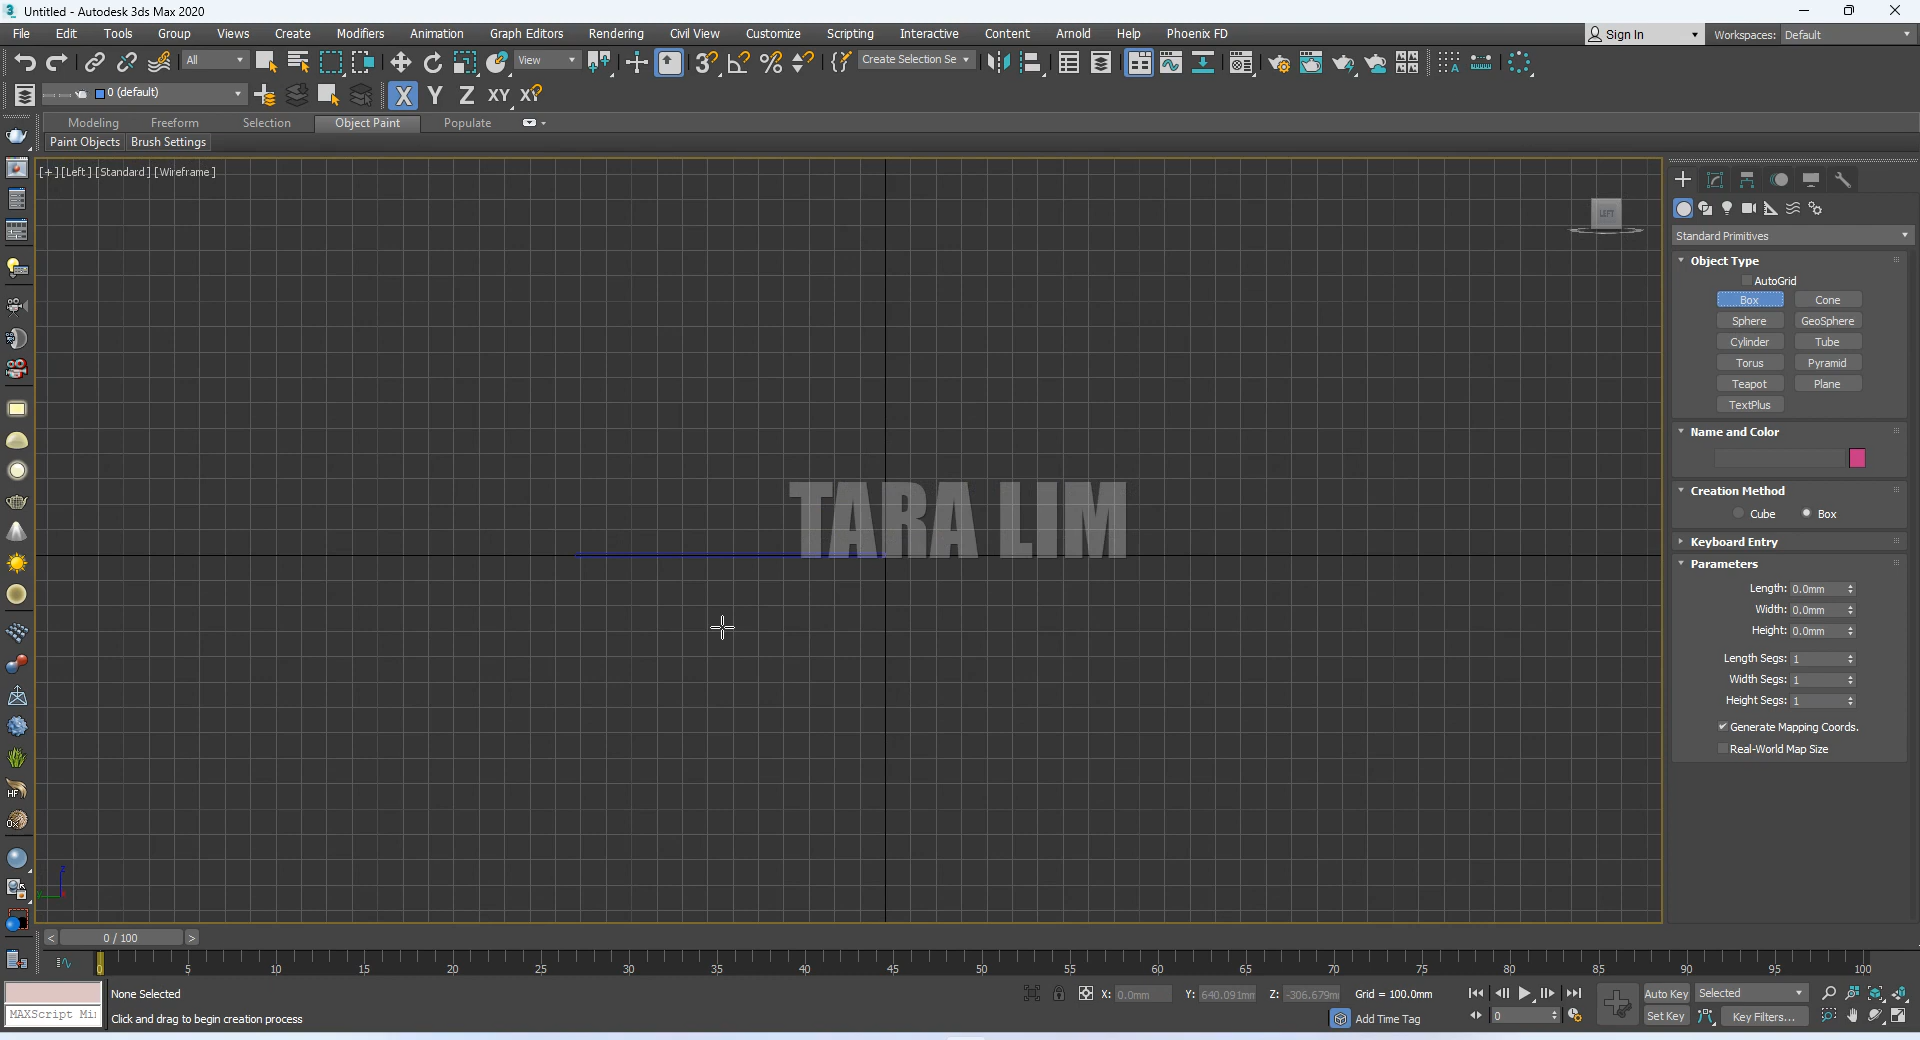 Untitled - Autodesk 3ds Max 2020
File Edit Tools Group Views Create Modifiers Animation Graph Editors Rendering Civil View Customize Scripting Interactive Content Arnold Help Phoenix FD Sign In Workspaces: Default
All View Create Selection Se
0 (default) X Y Z XY XY
Modeling Freeform Selection Object Paint Populate
Paint Objects Brush Settings
[+] [Left] [Standard] [Wireframe]
LEFT
Standard Primitives
Object Type
AutoGrid
Box Cone
Sphere GeoSphere
Cylinder Tube
Torus Pyramid
Teapot Plane
TextPlus
Name and Color
Creation Method
Cube Box
TARA LIM
Keyboard Entry
Parameters
Length: 0.0mm
Width: 0.0mm
Height: 0.0mm
Length Segs: 1
Width Segs: 1
Height Segs: 1
Generate Mapping Coords.
Real-World Map Size
HF
z
< 0 / 100 >
0 5 10 15 20 25 30 35 40 45 50 55 60 65 70 75 80 85 90 95 100
None Selected X: 0.0mm Y: 640.091mm Z: -306.679m Grid = 100.0mm Auto Key Selected
MAXScript Mi Click and drag to begin creation process Add Time Tag 0 Set Key Key Filters...